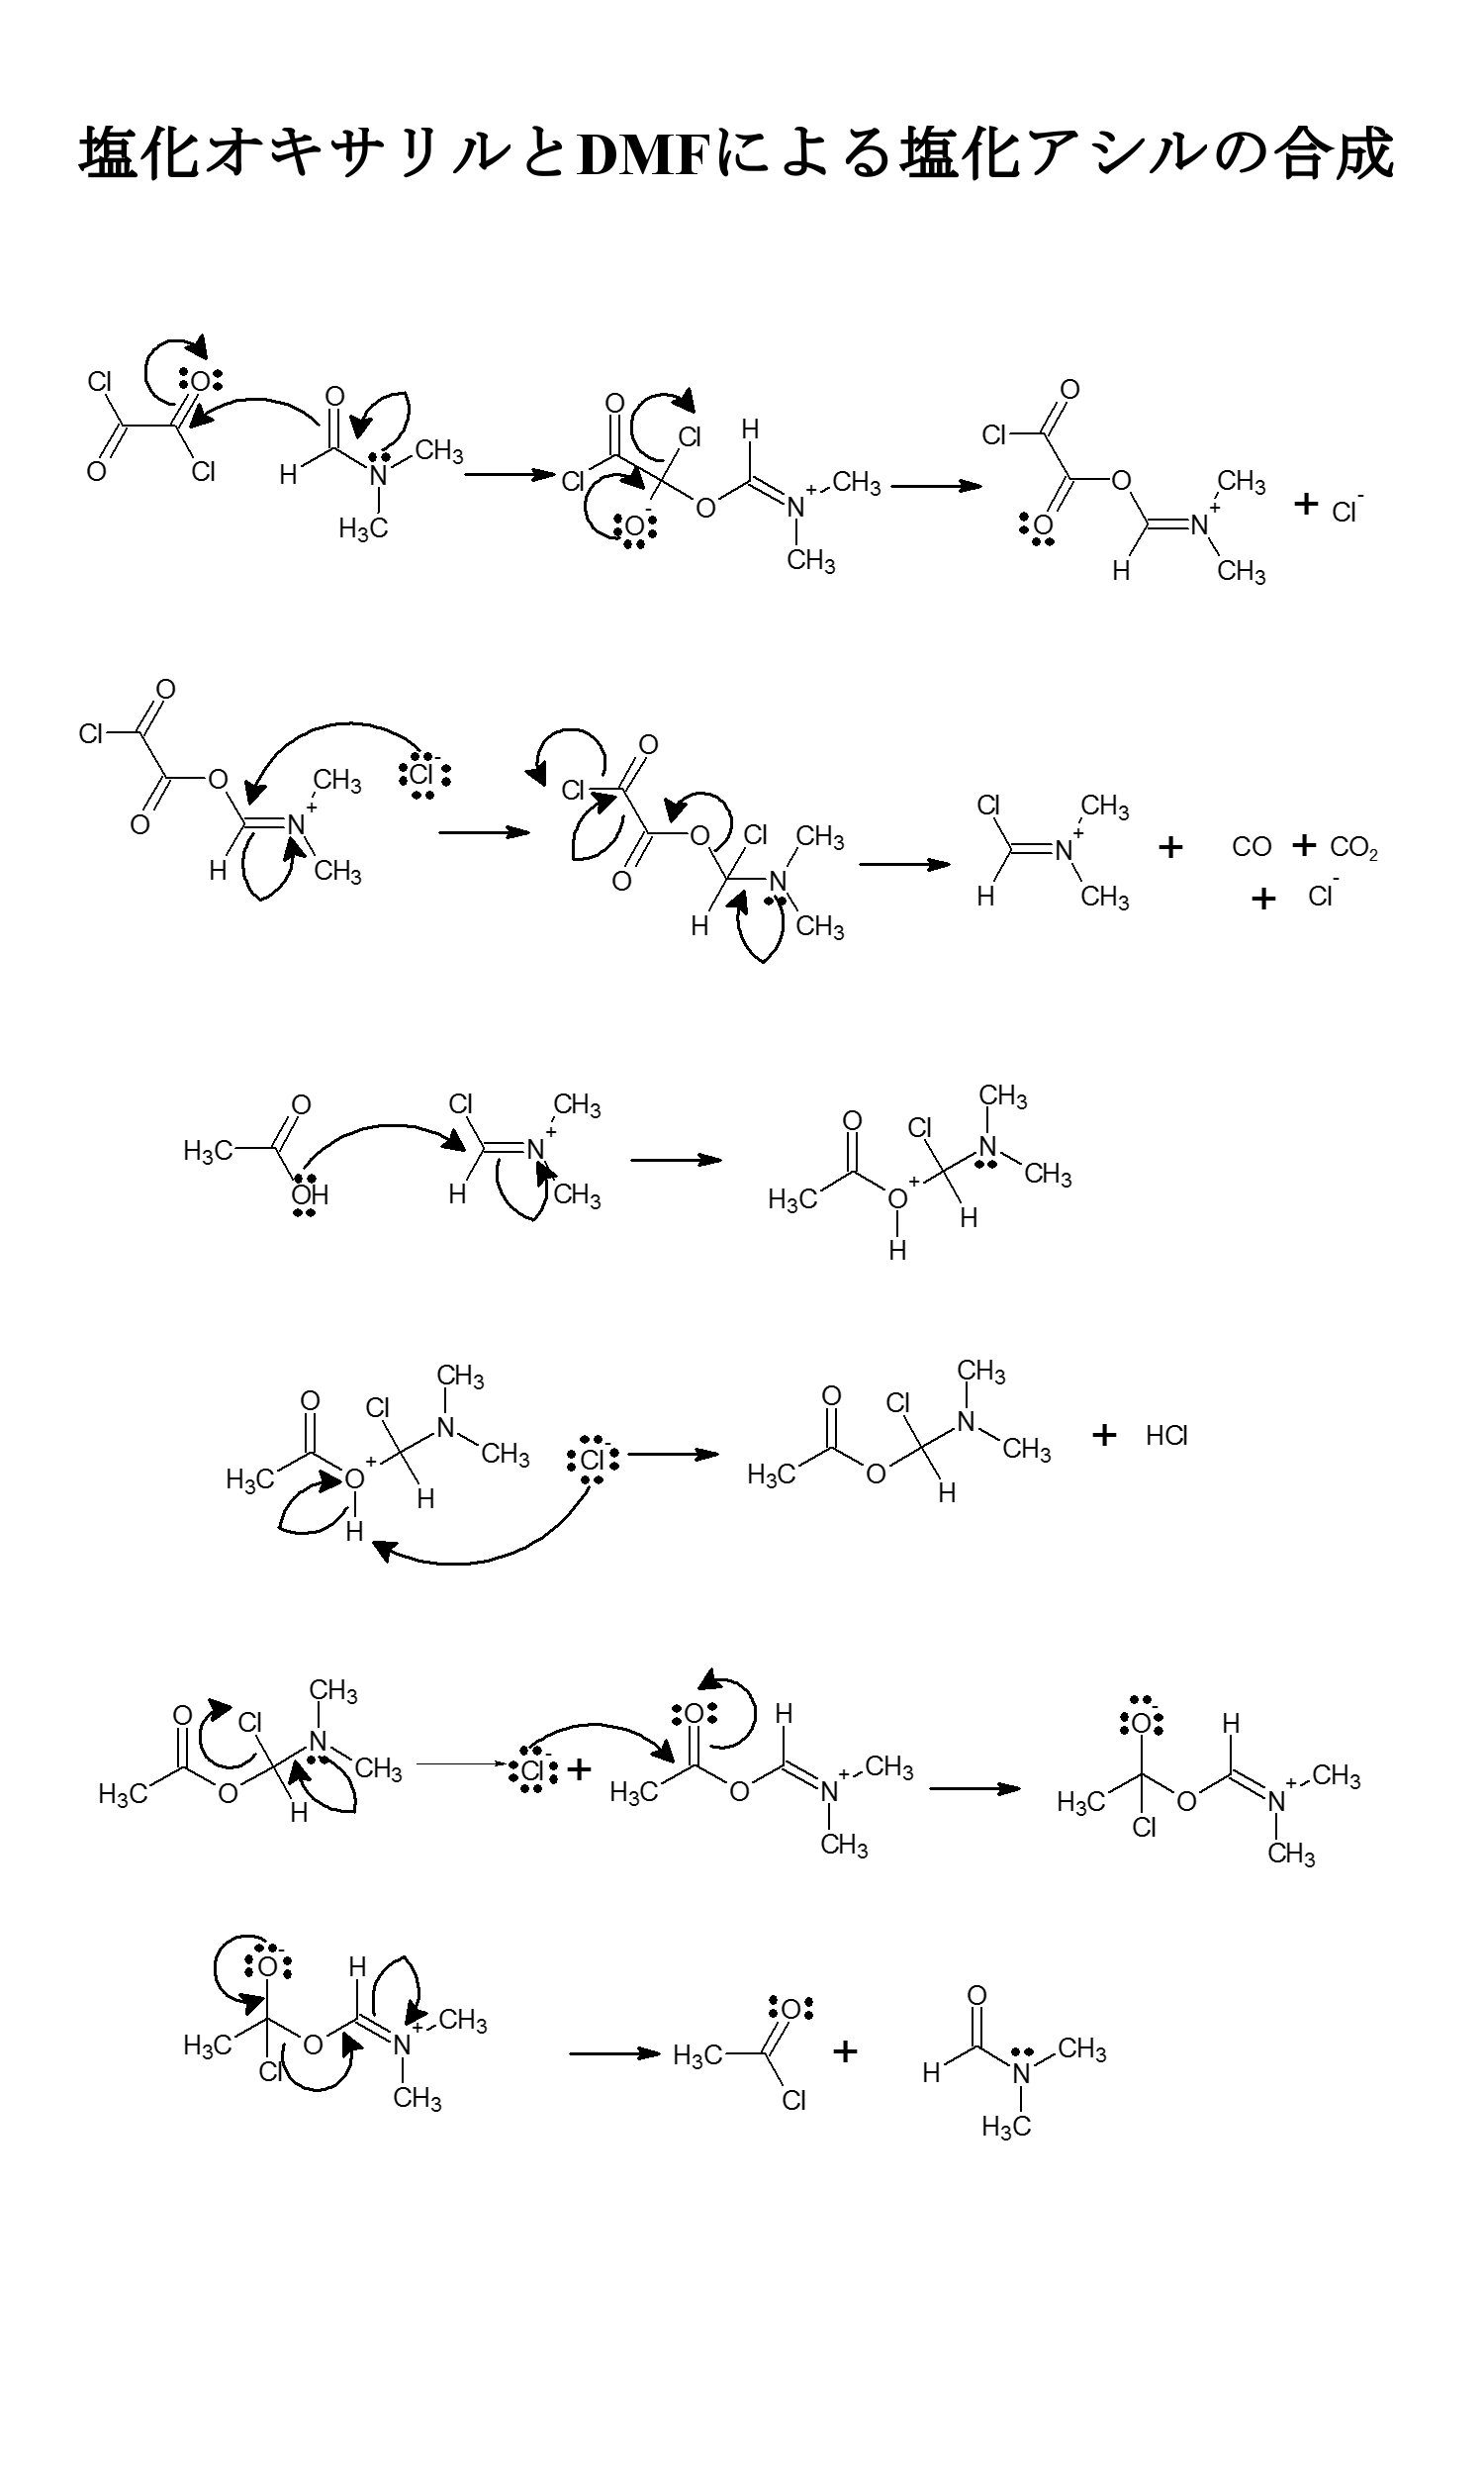 塩化オキサリルとDMFによる塩化アシルの合成
Cl O O Cl O H N CH3 H3C O Cl Cl O- O H N+ CH3 CH3 O Cl O O H N+ CH3 CH3 + Cl-
O Cl O O H N+ CH3 CH3 Cl- O Cl O O Cl H N CH3 CH3 Cl H N+ CH3 CH3 + CO + CO2
+ Cl-
H3C O OH Cl H N+ CH3 CH3 O H3C O+ H Cl H N CH3 CH3
O H3C O+ H Cl H N CH3 CH3 Cl- O H3C O Cl H N CH3 CH3 + HCl
O H3C O Cl H N CH3 CH3 Cl- + O H3C O H N+ CH3 CH3 O- H3C Cl O H N+ CH3 CH3
O- H3C Cl O H N+ CH3 CH3 H3C O Cl + O H N CH3 H3C